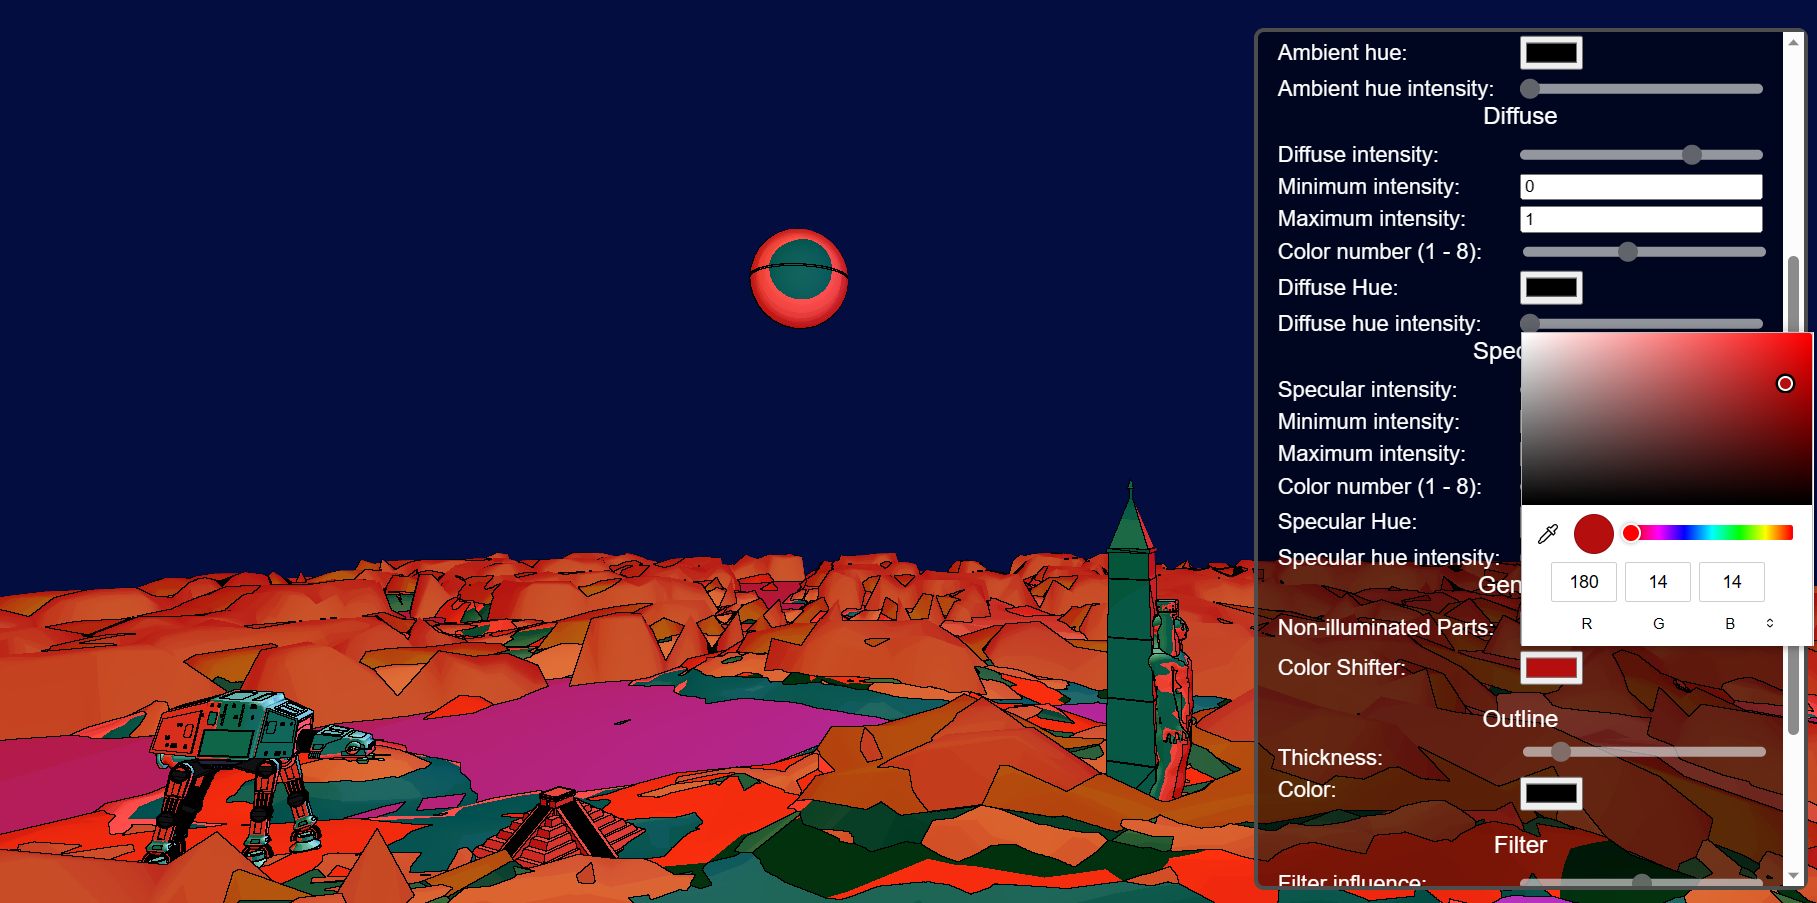 Ambient hue:
Ambient hue intensity:
Diffuse
Diffuse intensity:
Minimum intensity: 0
Maximum intensity: 1
Color number (1 - 8):
Diffuse Hue:
Diffuse hue intensity:
Spec
Specular intensity:
Minimum intensity:
Maximum intensity:
Color number (1 - 8):
Specular Hue:
Specular hue intensity:
Gen
180 14 14
R G B
Non-illuminated Parts:
Color Shifter:
Outline
Thickness:
Color:
Filter
Filter influence: